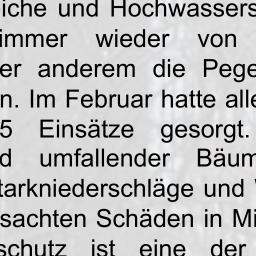 liche und Hochwassers
immer wieder von
er anderem die Pege
n. Im Februar hatte alle
5 Einsätze gesorgt.
d umfallender Bäum
tarkniederschläge und
sachten Schäden in Mi
schutz ist eine der